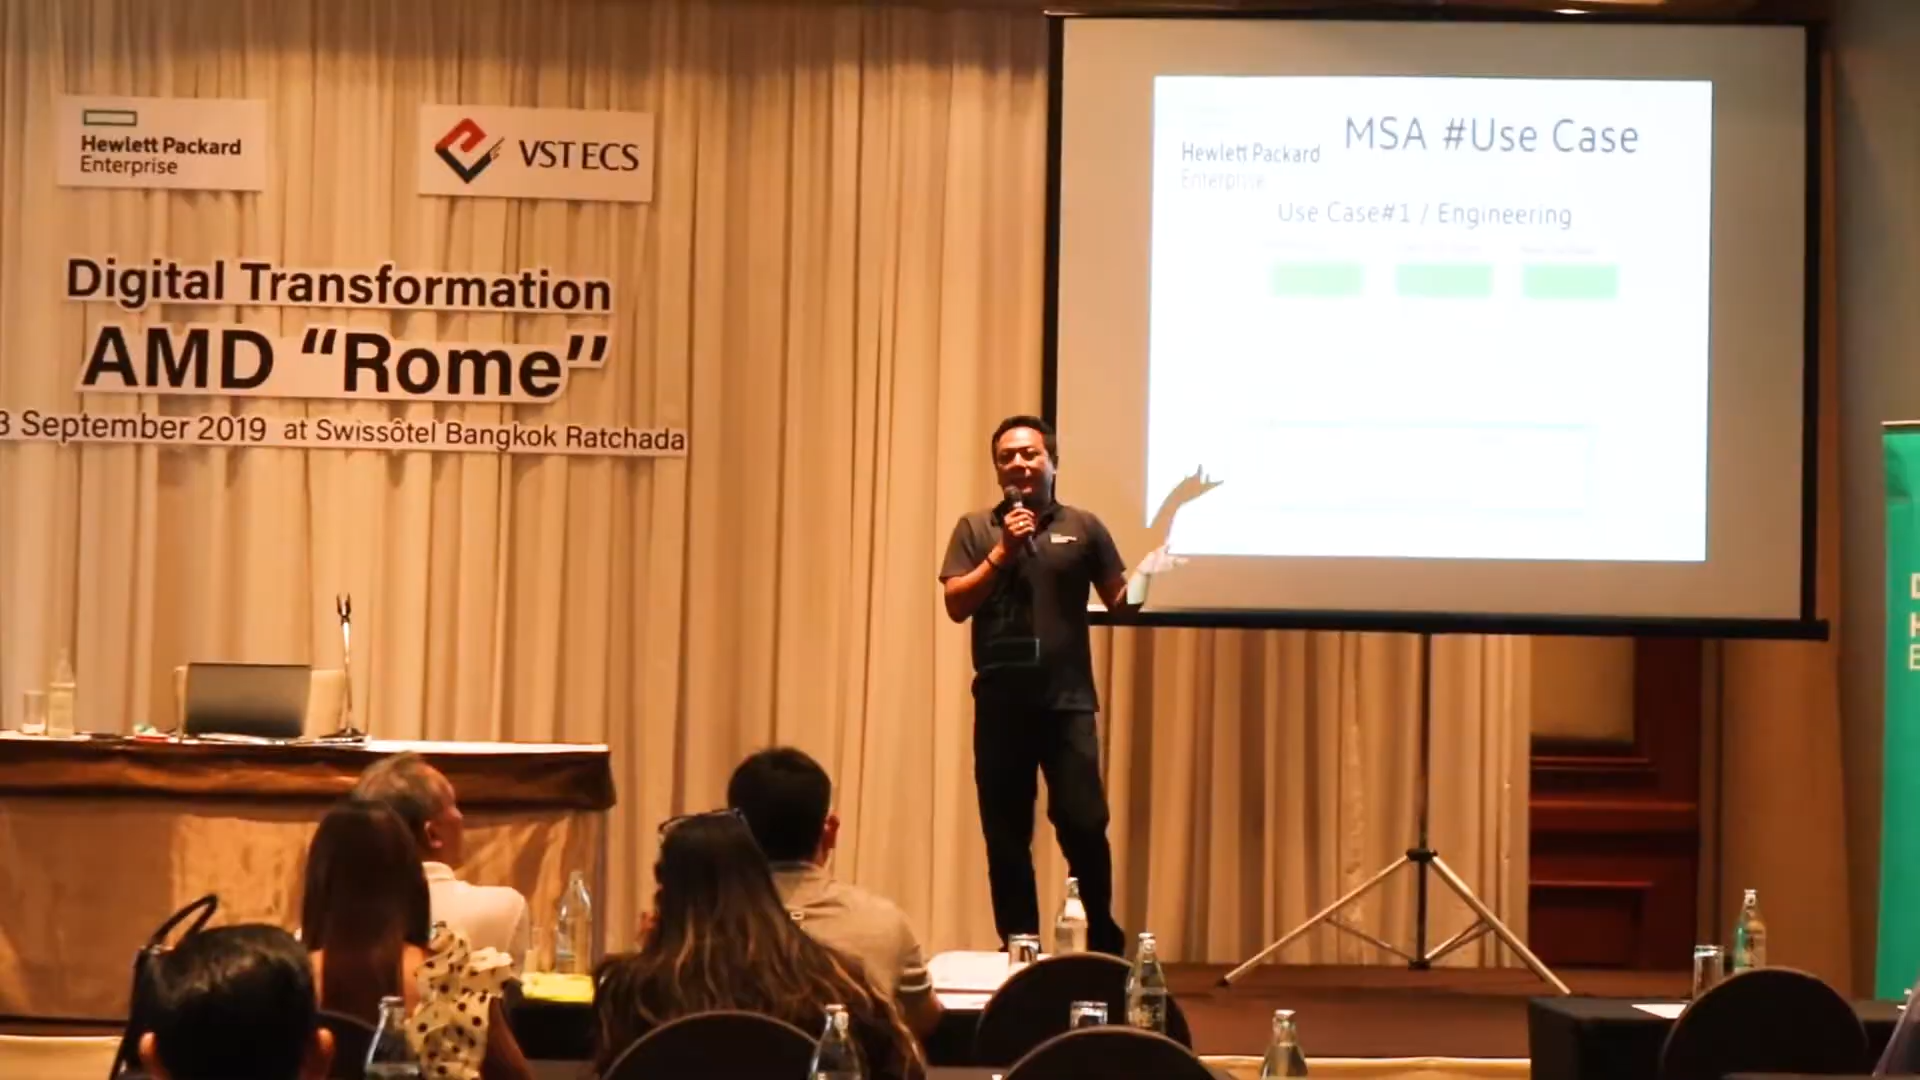 Hewlett Packard
Enterprise
VST ECS
Digital Transformation
AMD “Rome”
3 September 2019 at Swissôtel Bangkok Ratchada
MSA #Use Case
Hewlett Packard
Enterprise
Use Case#1 / Engineering